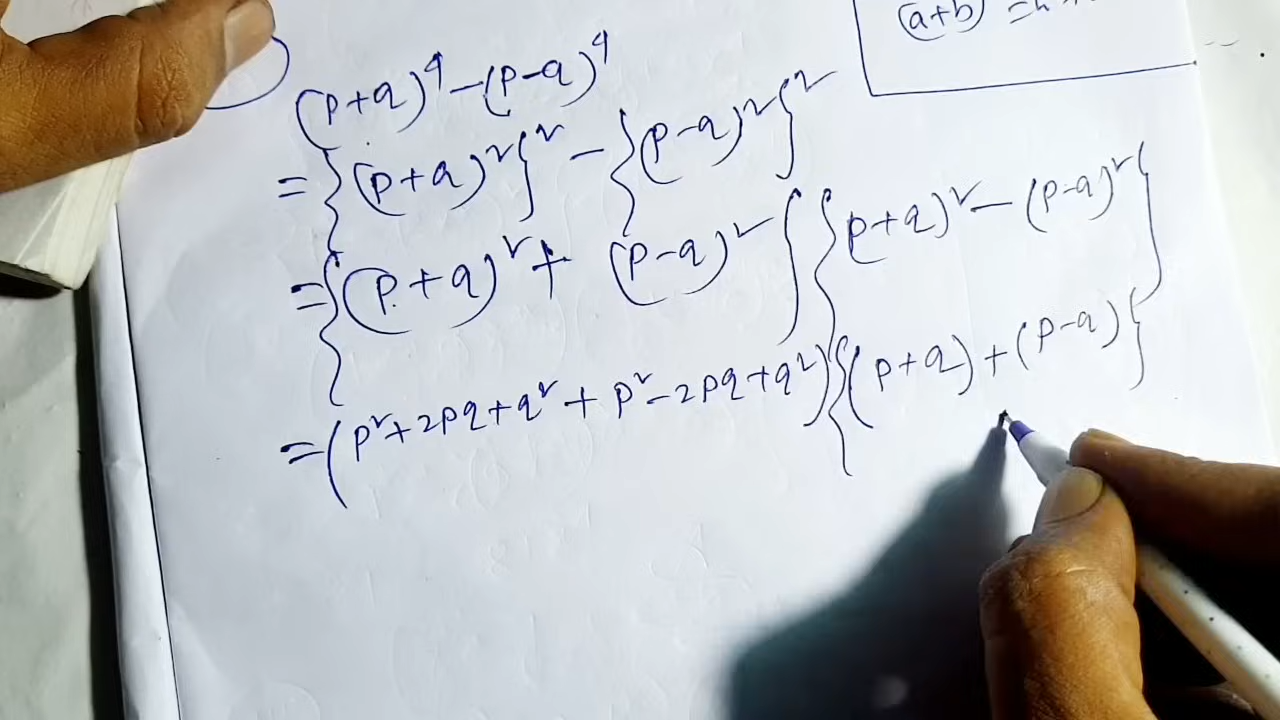 (a+b) =
(p+q)⁴-(p-q)⁴
={(p+q)²}²-{(p-q)²}²
={(p+q)²+(p-q)²}{p+q)²-(p-q)²}
=(p²+2pq+q²+p²-2pq+q²){(p+q)+(p-q)}